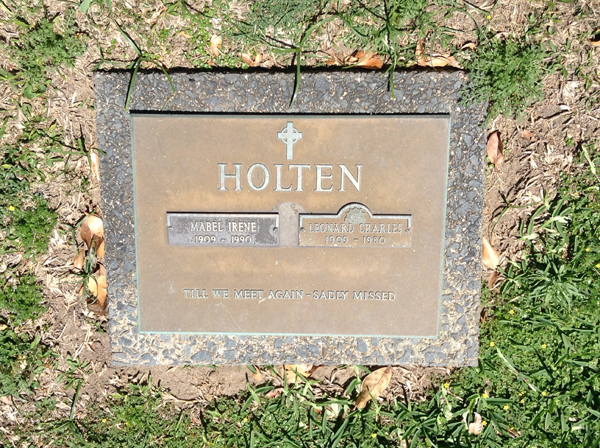 HOLTEN
MABEL IRENE
1909 - 1990
LEONARD CHARLES
1909 - 1980
TILL WE MEET AGAIN - SADLY MISSED